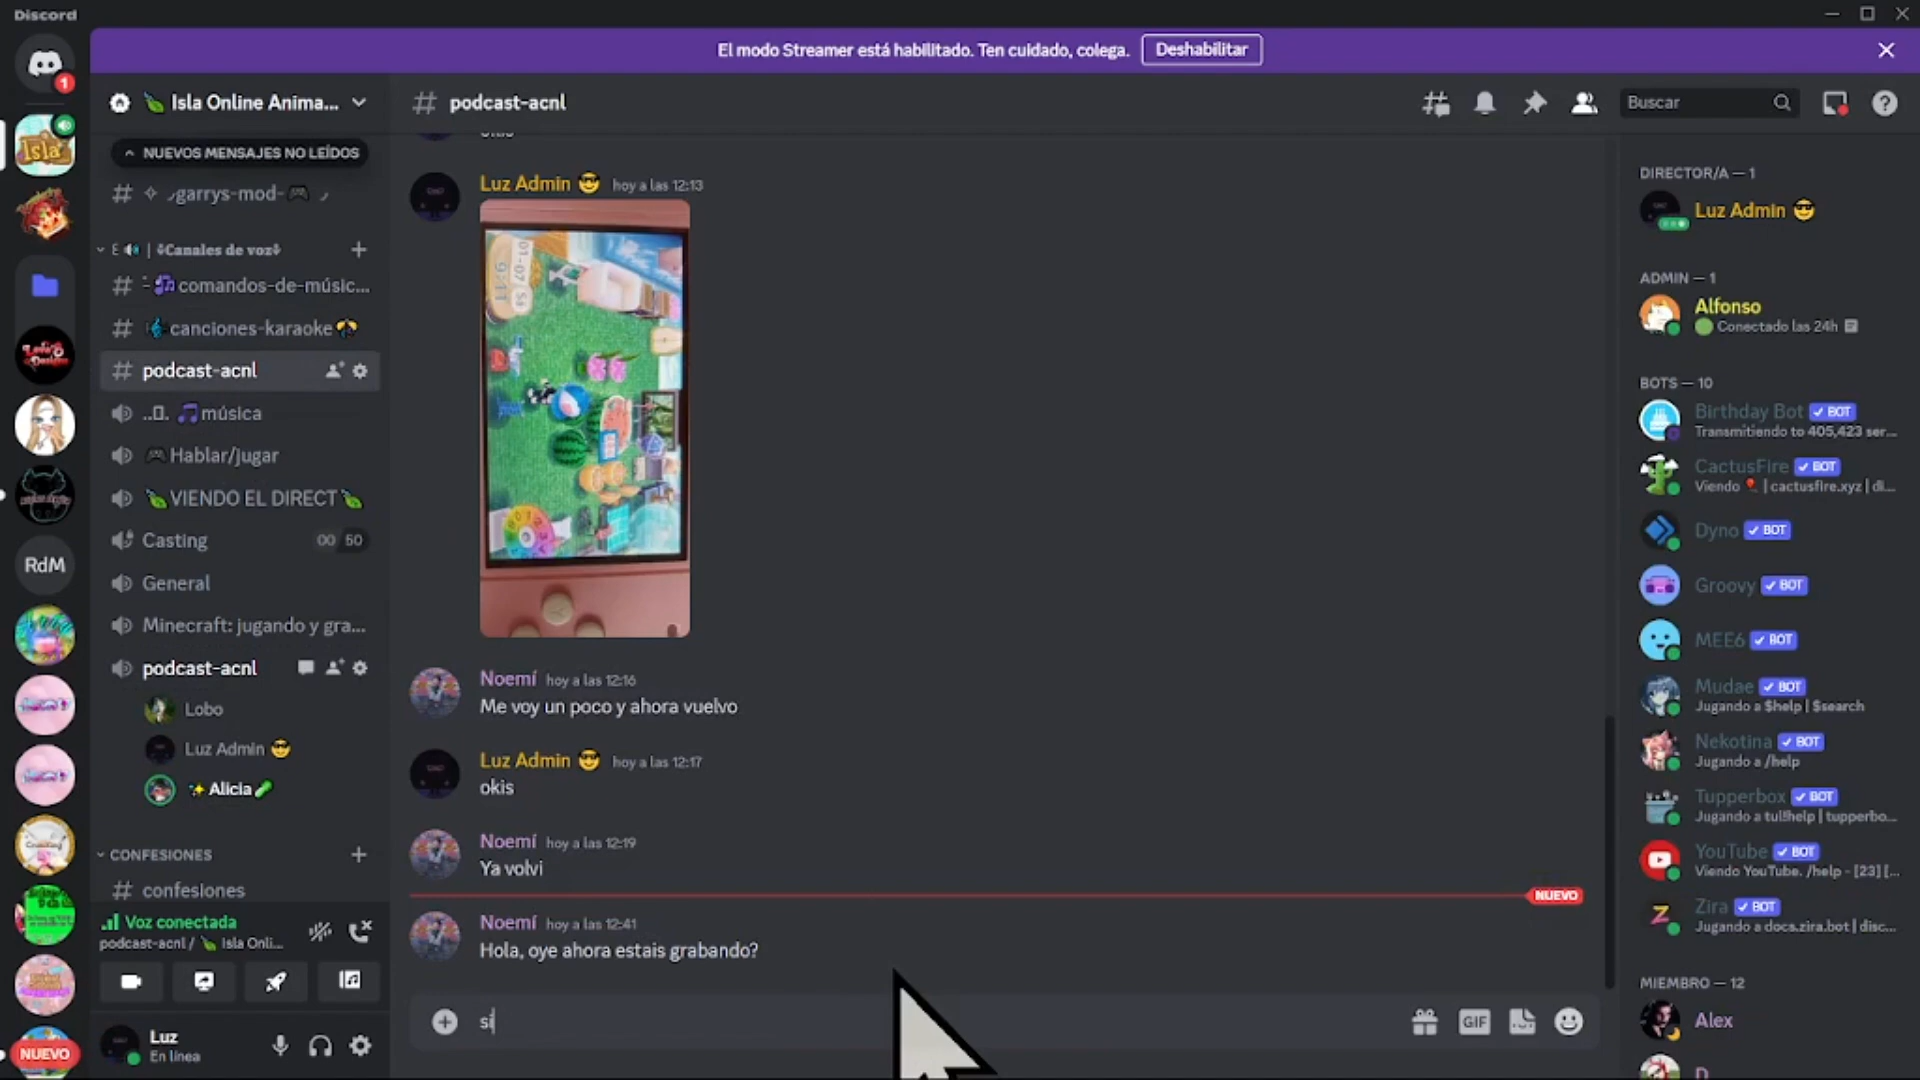 Discord
El modo Streamer está habilitado. Ten cuidado, colega.
Deshabilitar
1
Isla Online Anima...
NUEVOS MENSAJES NO LEÍDOS
garrys-mod-
E | Canales de voz
comandos-de-músic...
canciones-karaoke
podcast-acnl
música
Hablar/jugar
VIENDO EL DIRECT
Casting
00 50
General
Minecraft: jugando y gra...
podcast-acnl
Lobo
Luz Admin
Alicia
CONFESIONES
confesiones
Voz conectada
podcast-acnl / Isla Onli...
Luz
En línea
Isla
RdM
NUEVO
podcast-acnl
Buscar
Luz Admin hoy a las 12:13
Noemí hoy a las 12:16
Me voy un poco y ahora vuelvo
Luz Admin hoy a las 12:17
okis
Noemí hoy a las 12:19
Ya volvi
NUEVO
Noemí hoy a las 12:41
Hola, oye ahora estais grabando?
si
GIF
DIRECTOR/A — 1
Luz Admin
ADMIN — 1
Alfonso
Conectado las 24h
BOTS — 10
Birthday Bot BOT
Transmitiendo to 405,423 ser...
CactusFire BOT
Viendo | cactusfire.xyz | di...
Dyno BOT
Groovy BOT
MEE6 BOT
Mudae BOT
Jugando a $help | $search
Nekotina BOT
Jugando a /help
Tupperbox BOT
Jugando a tul!help | tupperbo...
YouTube BOT
Viendo YouTube. /help - [23] [...
Zira BOT
Jugando a docs.zira.bot | disc...
MIEMBRO — 12
Alex